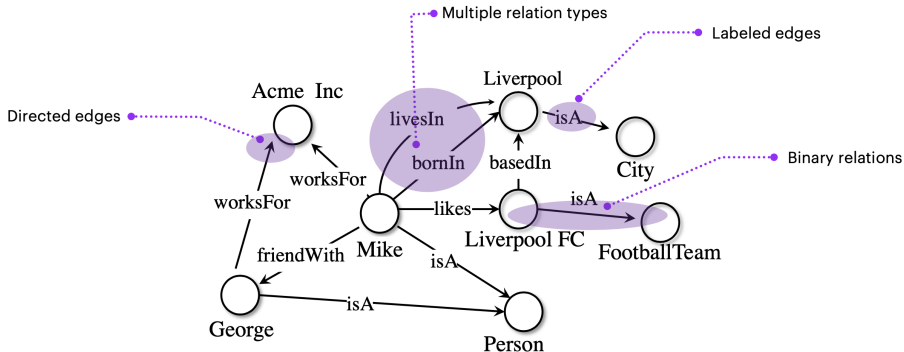 Multiple relation types
Labeled edges
Liverpool
Acme Inc
Directed edges
livesIn
isA
bornIn
basedIn
City
Binary relations
worksFor
worksFor
isA
likes
Liverpool FC
FootballTeam
Mike
friendWith
isA
isA
George
Person